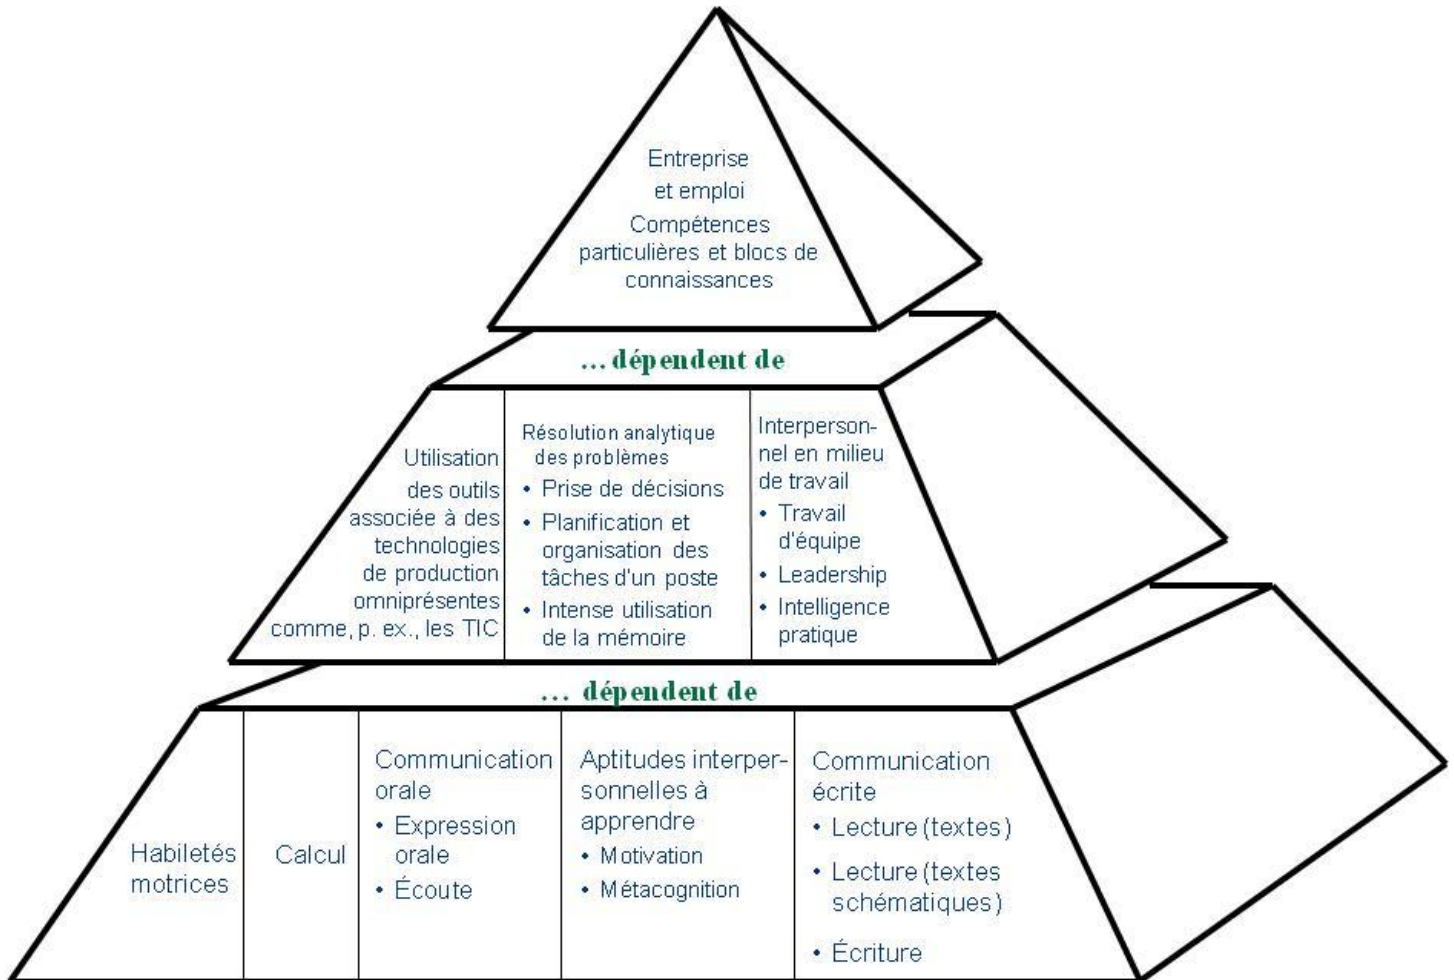 Entreprise
et emploi
Compétences
particulières et blocs de
connaissances
... dépendent de
Utilisation
des outils
associée à des
technologies
de production
omniprésentes
comme, p. ex., les TIC
Résolution analytique
des problèmes
• Prise de décisions
• Planification et
organisation des
tâches d'un poste
• Intense utilisation
de la mémoire
Interperson-
nel en milieu
de travail
• Travail
d'équipe
• Leadership
• Intelligence
pratique
... dépendent de
Habiletés
motrices
Calcul
Communication
orale
• Expression
orale
• Écoute
Aptitudes interper-
sonnelles à
apprendre
• Motivation
• Métacognition
Communication
écrite
• Lecture (textes)
• Lecture (textes
schématiques)
• Écriture